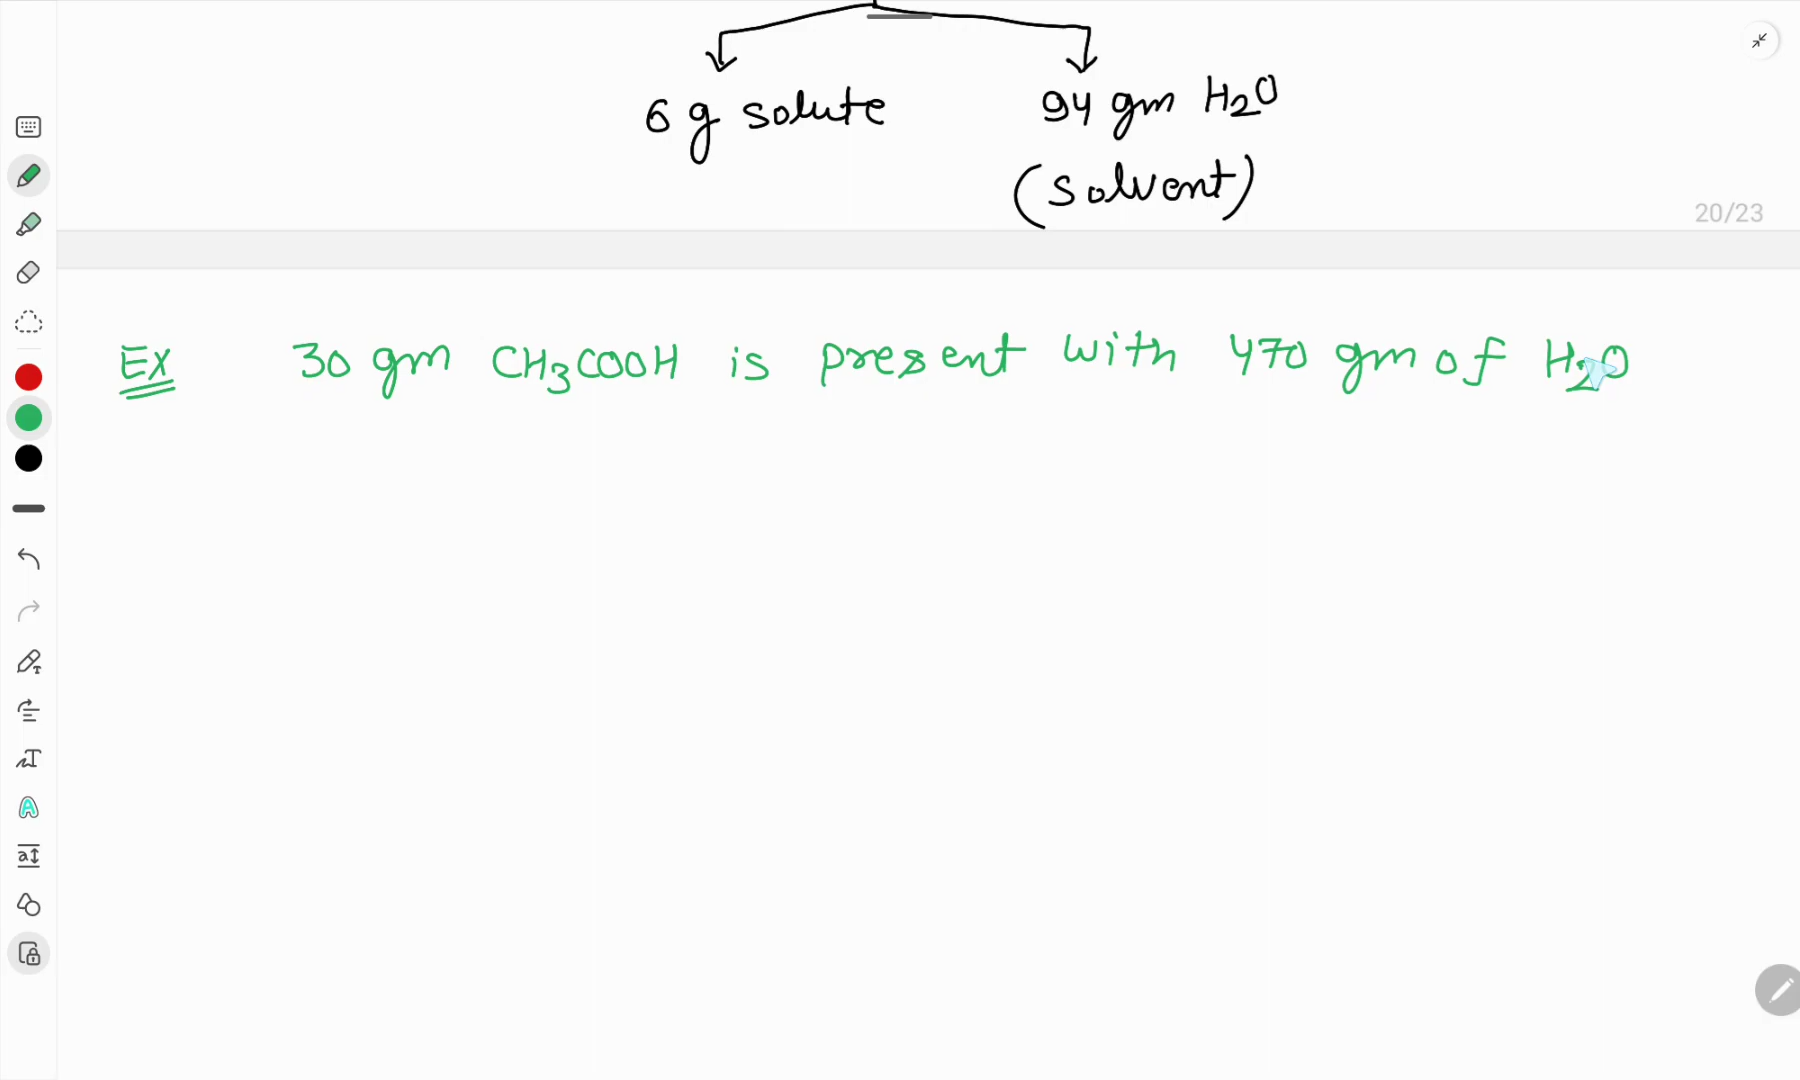 6 g solute 94 gm H2O
(solvent)
20/23
Ex 30 gm CH3COOH is present with 470 gm of H2O